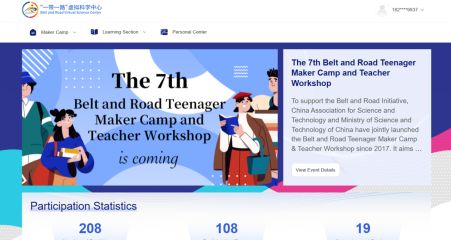 “一带一路”虚拟科学中心
Belt and Road Virtual Science Center
182****9937
Maker Camp
Learning Section
Personal Center
The 7th
Belt and Road Teenager
Maker Camp and
Teacher Workshop
is coming
The 7th Belt and Road Teenager
Maker Camp and Teacher
Workshop
To support the Belt and Road Initiative,
China Association for Science and
Technology and Ministry of Science and
Technology of China have jointly launched
the Belt and Road Teenager Maker Camp
& Teacher Workshop since 2017. It aims ...
View Event Details
Participation Statistics
208
108
19